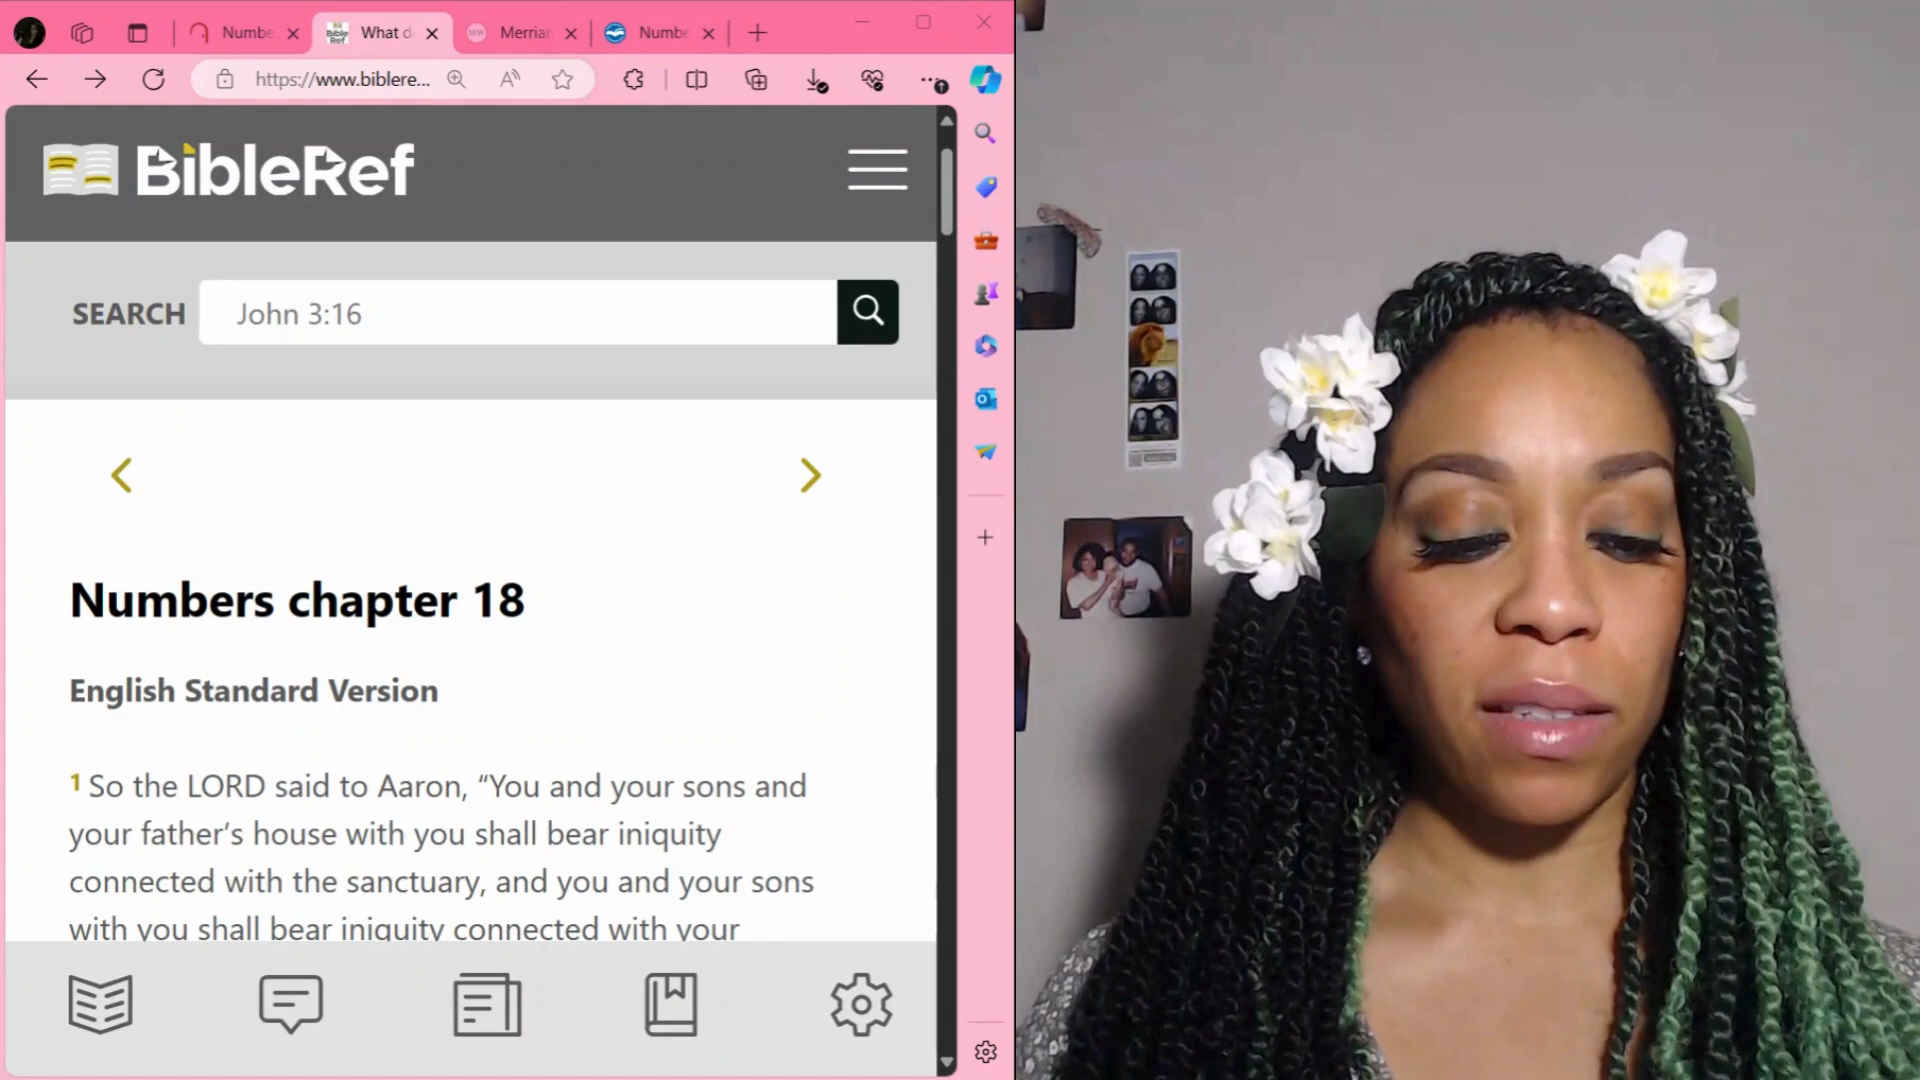 Numbe
What d
Merriar
Numb
https://www.biblere...
BibleRef
SEARCH
John 3:16
Numbers chapter 18
English Standard Version
1 So the LORD said to Aaron, “You and your sons and
your father’s house with you shall bear iniquity
connected with the sanctuary, and you and your sons
with you shall bear iniquity connected with your